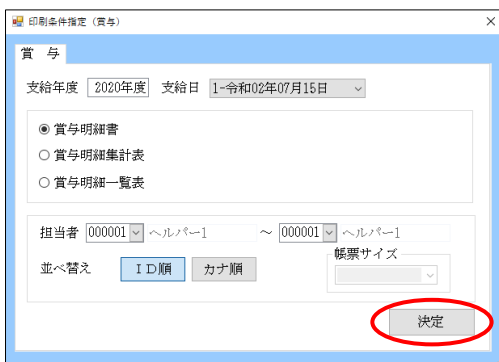 印刷条件指定（賞与）
賞 与
支給年度 2020年度 支給日 1-令和02年07月15日
賞与明細書
賞与明細集計表
賞与明細一覧表
担当者 000001 ヘルパー1 ～ 000001 ヘルパー1
並べ替え ＩＤ順 カナ順 帳票サイズ
決定